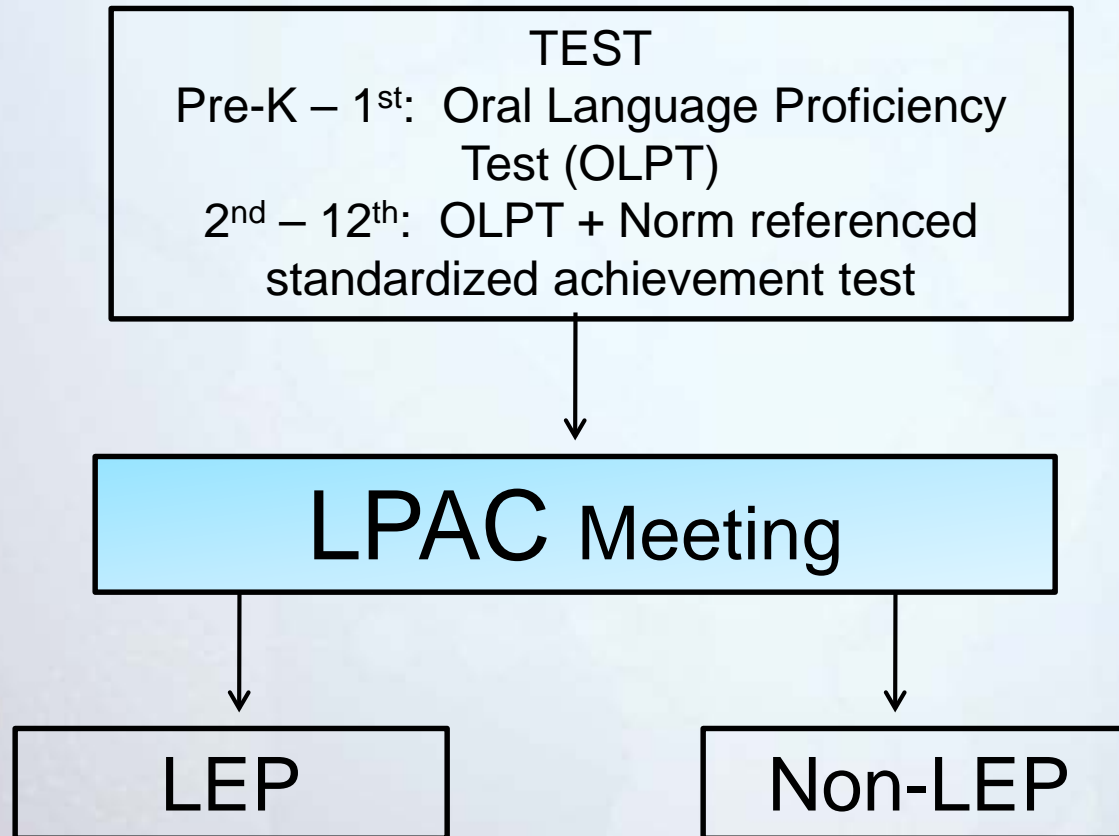 TEST
Pre-K – 1st:  Oral Language Proficiency
Test (OLPT)
2nd – 12th:  OLPT + Norm referenced
standardized achievement test
LPAC Meeting
LEP
Non-LEP